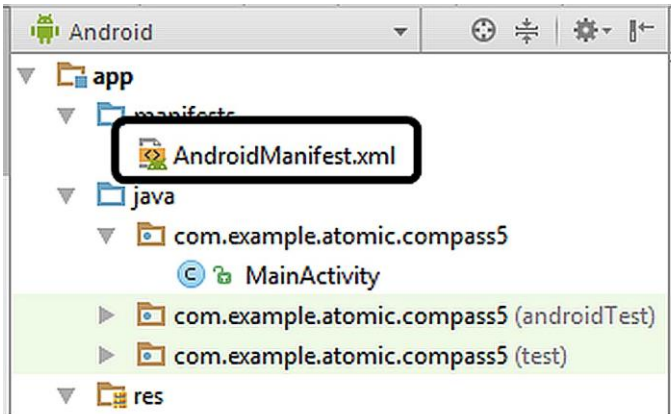 Android
app
manifests
AndroidManifest.xml
java
com.example.atomic.compass5
C MainActivity
com.example.atomic.compass5 (androidTest)
com.example.atomic.compass5 (test)
res